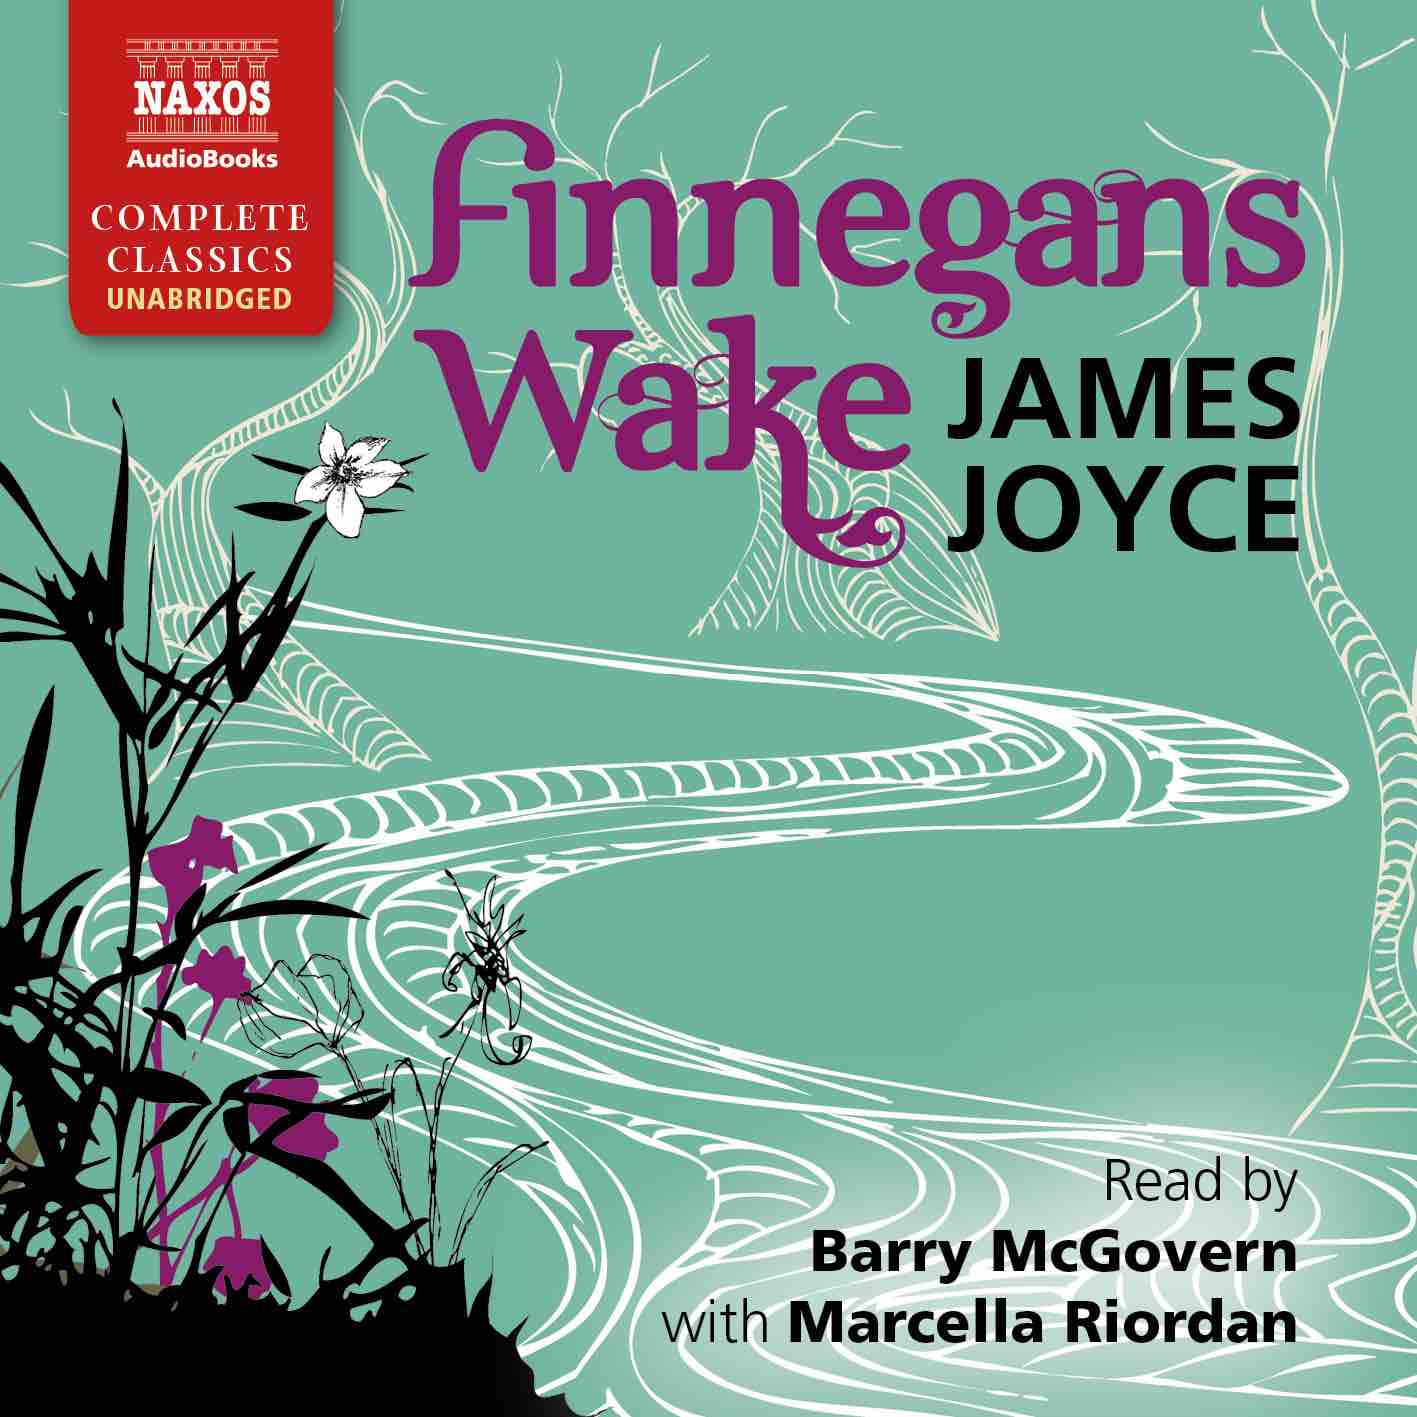 NAXOS
AudioBooks
COMPLETE
CLASSICS
UNABRIDGED
Finnegans
Wake
JAMES
JOYCE
Read by
Barry McGovern
with Marcella Riordan